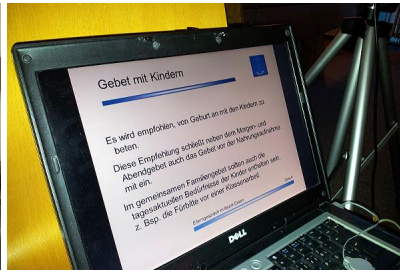 Gebet mit Kindern
Es wird empfohlen, von Geburt an mit den Kindern zu
beten.
Diese Empfehlung schließt neben dem Morgen- und
Abendgebet auch das Gebet vor der Nahrungsaufnahme
mit ein.
Im gemeinsamen Familiengebet sollten auch die
tagesaktuellen Bedürfnisse der Kinder enthalten sein,
z. Bsp. die Fürbitte vor einer Klassenarbeit.
DELL